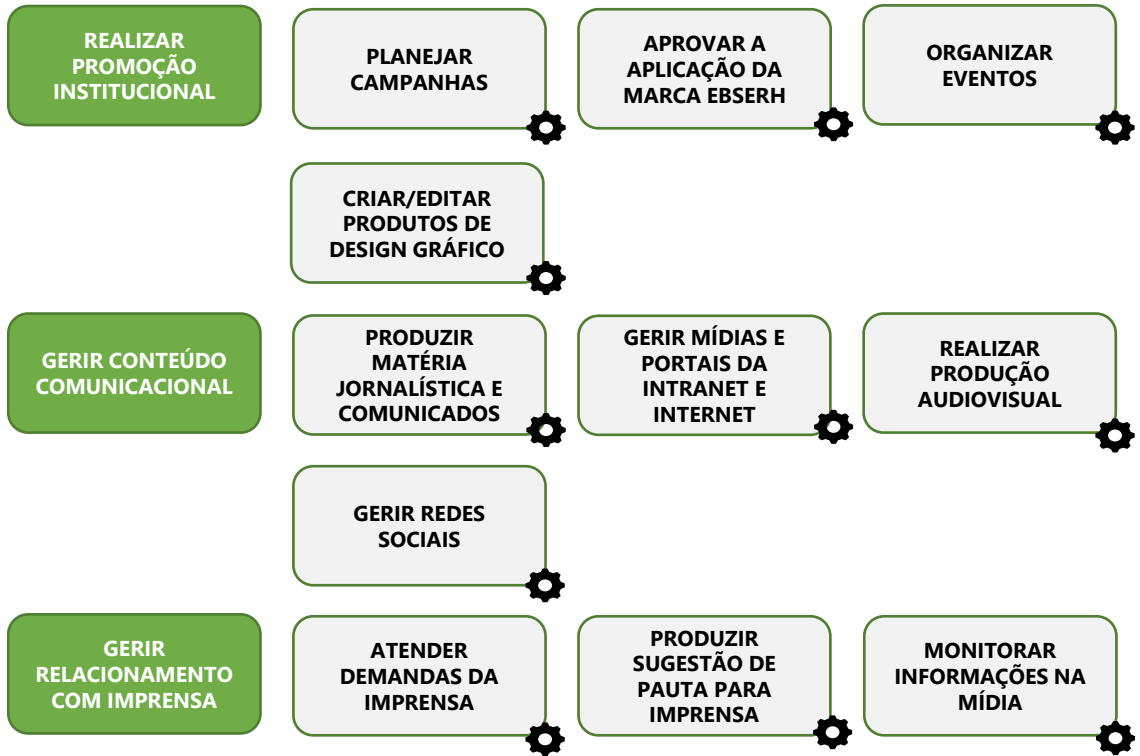 REALIZAR
PROMOÇÃO
INSTITUCIONAL
PLANEJAR
CAMPANHAS
APROVAR A
APLICAÇÃO DA
MARCA EBSERH
ORGANIZAR
EVENTOS
CRIAR/EDITAR
PRODUTOS DE
DESIGN GRÁFICO
GERIR CONTEÚDO
COMUNICACIONAL
PRODUZIR
MATÉRIA
JORNALÍSTICA E
COMUNICADOS
GERIR MÍDIAS E
PORTAIS DA
INTRANET E
INTERNET
REALIZAR
PRODUÇÃO
AUDIOVISUAL
GERIR REDES
SOCIAIS
GERIR
RELACIONAMENTO
COM IMPRENSA
ATENDER
DEMANDAS DA
IMPRENSA
PRODUZIR
SUGESTÃO DE
PAUTA PARA
IMPRENSA
MONITORAR
INFORMAÇÕES NA
MÍDIA